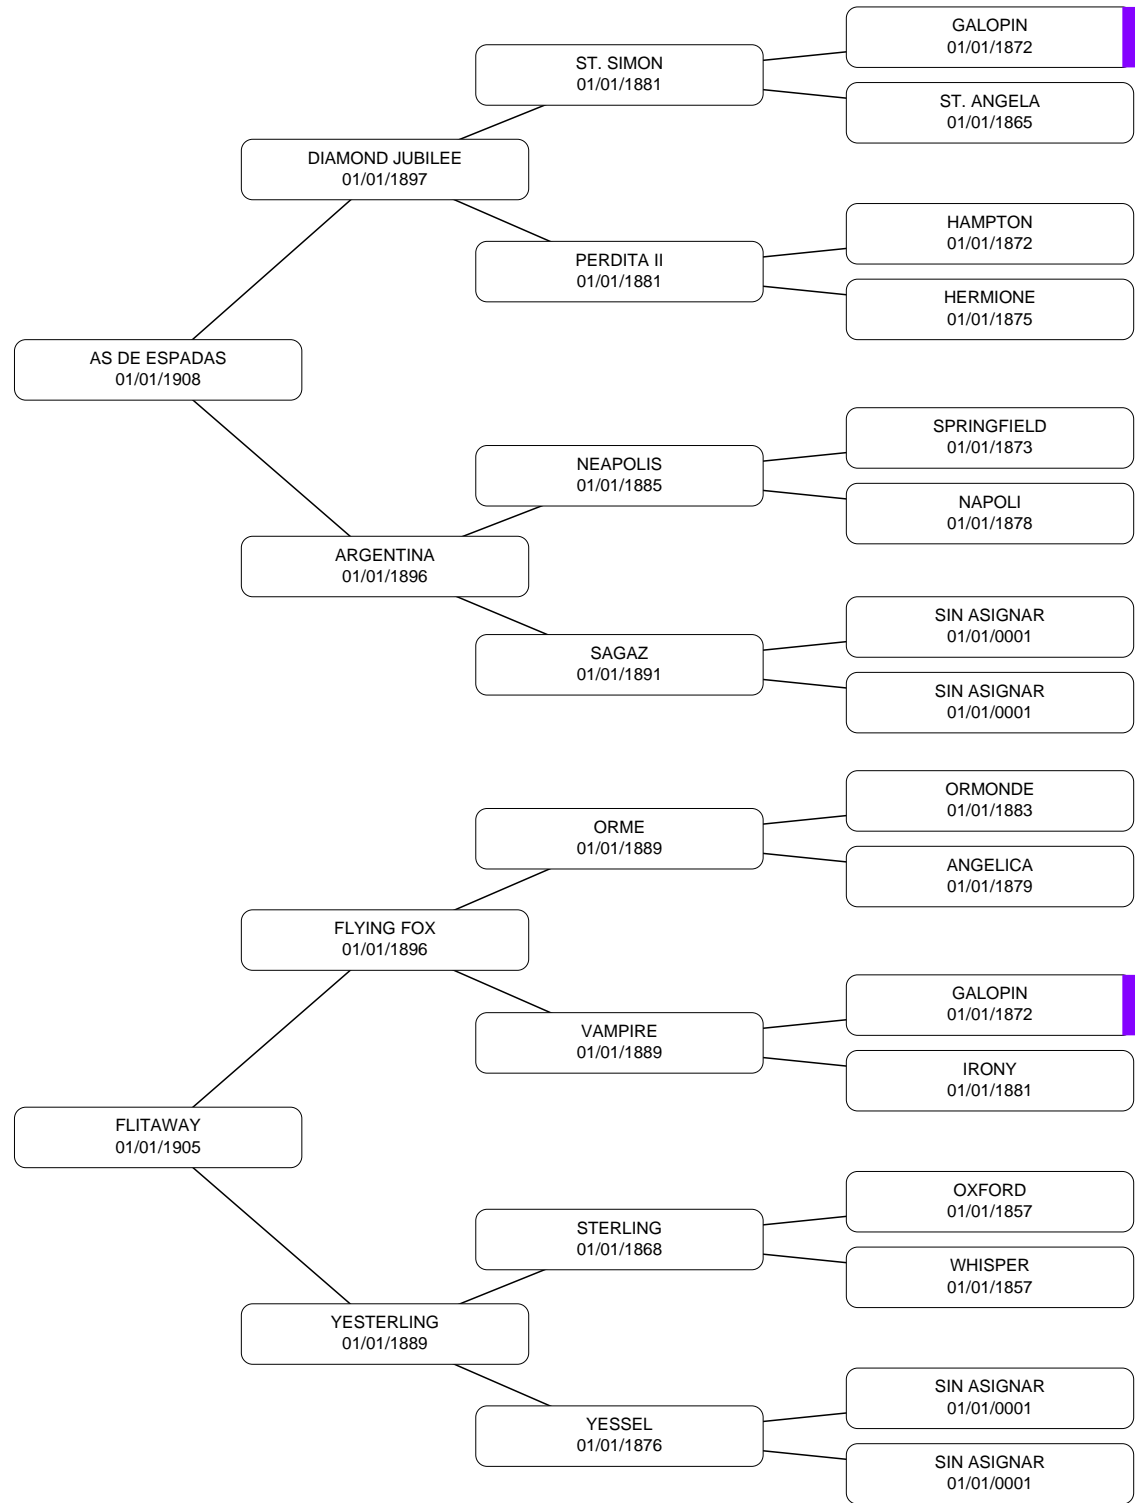 GALOPIN
01/01/1872
ST. SIMON
01/01/1881
ST. ANGELA
01/01/1865
DIAMOND JUBILEE
01/01/1897
HAMPTON
01/01/1872
PERDITA II
01/01/1881
HERMIONE
01/01/1875
AS DE ESPADAS
01/01/1908
SPRINGFIELD
01/01/1873
NEAPOLIS
01/01/1885
NAPOLI
01/01/1878
ARGENTINA
01/01/1896
SIN ASIGNAR
01/01/0001
SAGAZ
01/01/1891
SIN ASIGNAR
01/01/0001
ORMONDE
01/01/1883
ORME
01/01/1889
ANGELICA
01/01/1879
FLYING FOX
01/01/1896
GALOPIN
01/01/1872
VAMPIRE
01/01/1889
IRONY
01/01/1881
FLITAWAY
01/01/1905
OXFORD
01/01/1857
STERLING
01/01/1868
WHISPER
01/01/1857
YESTERLING
01/01/1889
SIN ASIGNAR
01/01/0001
YESSEL
01/01/1876
SIN ASIGNAR
01/01/0001